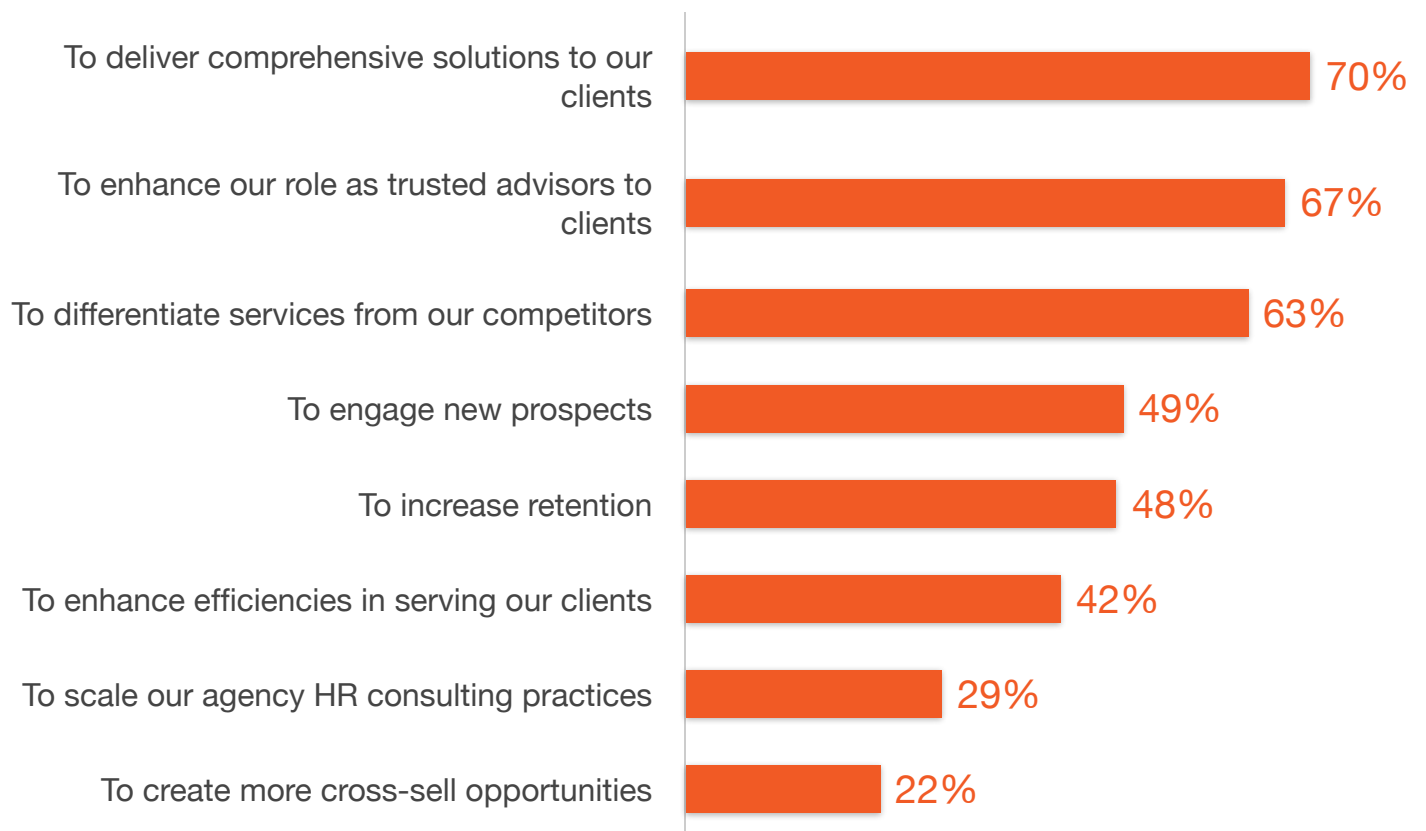 To deliver comprehensive solutions to our
clients
70%
To enhance our role as trusted advisors to
clients
67%
To differentiate services from our competitors
63%
To engage new prospects
49%
To increase retention
48%
To enhance efficiencies in serving our clients
42%
To scale our agency HR consulting practices
29%
To create more cross-sell opportunities
22%